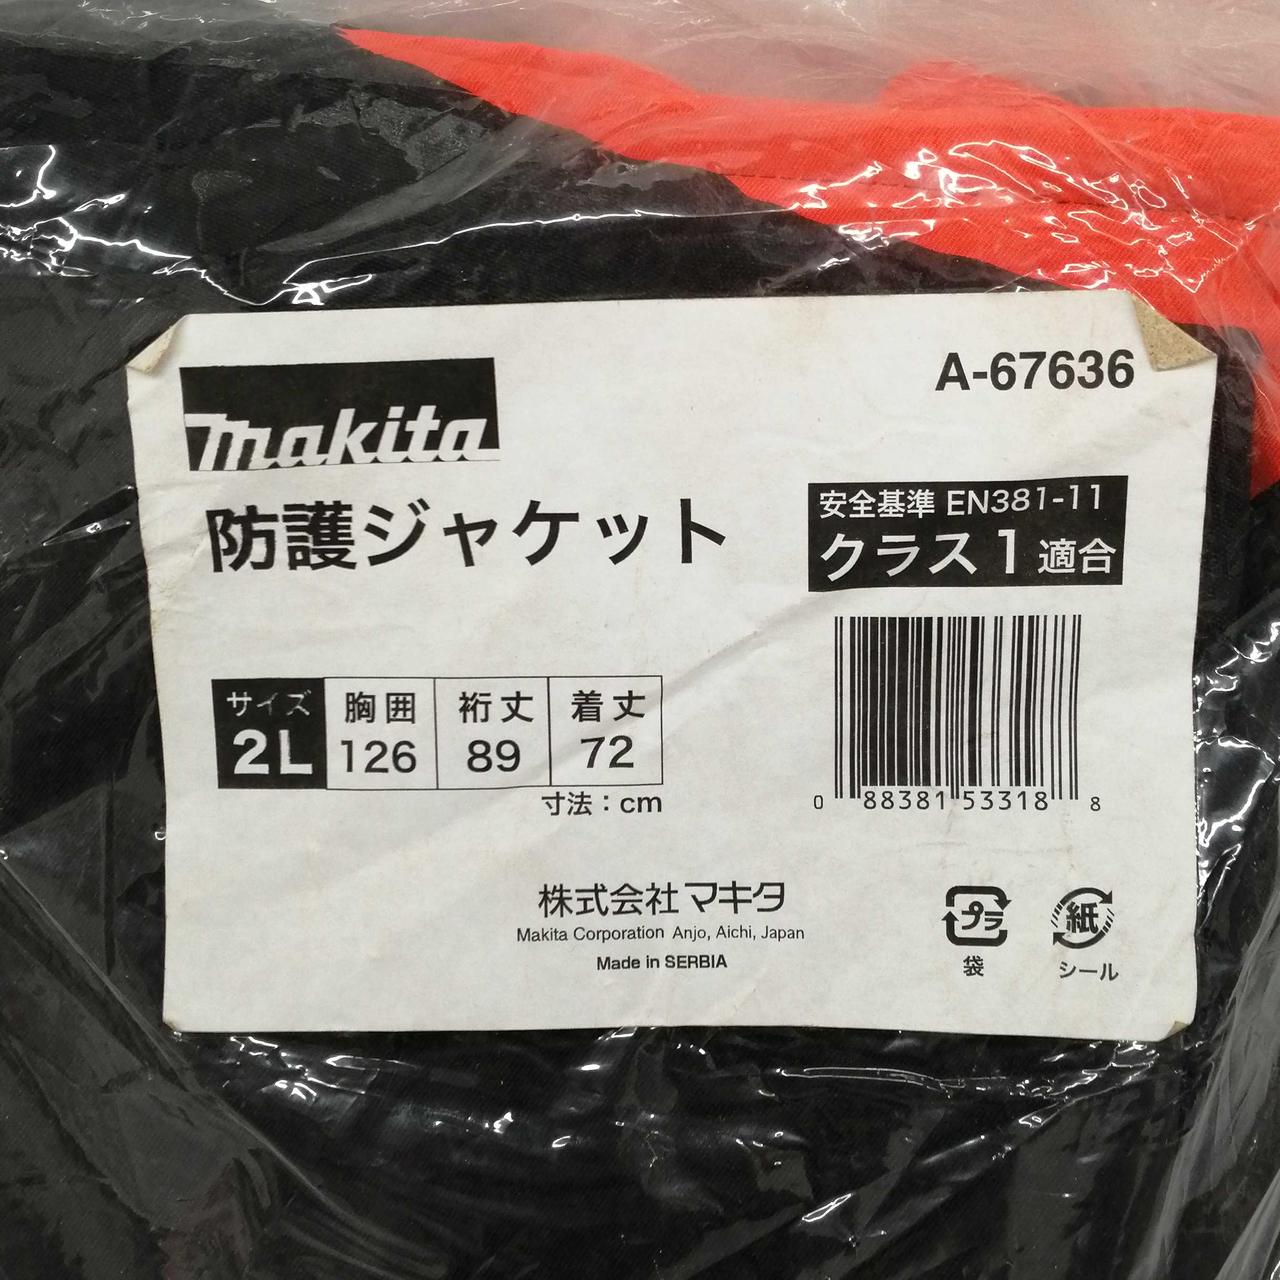 makita
A-67636
防護ジャケット
安全基準 EN381-11
クラス1適合
サイズ 胸囲 裄丈 着丈
2L 126 89 72
寸法：cm
0 88381 53318 8
株式会社マキタ
Makita Corporation Anjo, Aichi, Japan
Made in SERBIA
プラ
袋
紙
シール